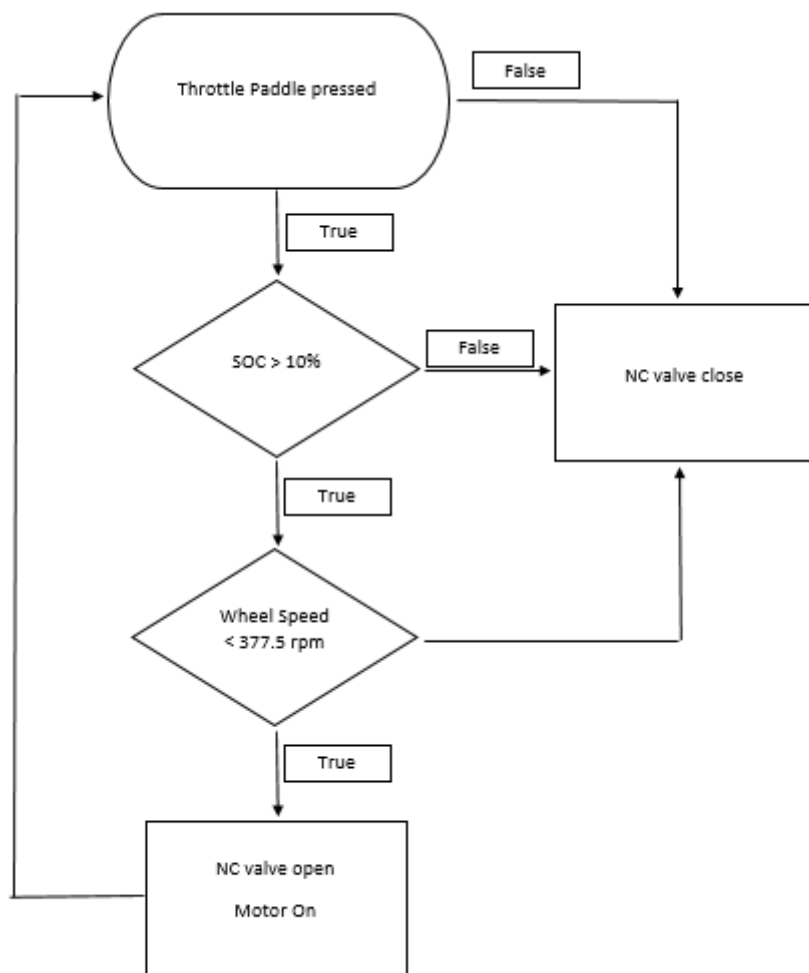 Throttle Paddle pressed
False
True
SOC > 10%
False
NC valve close
True
Wheel Speed
< 377.5 rpm
True
NC valve open
Motor On